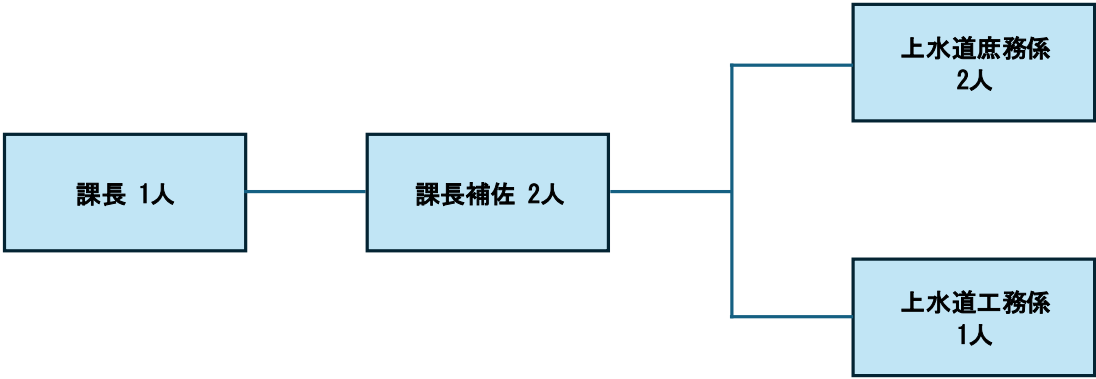 課長 1人
課長補佐 2人
上水道庶務係
2人
上水道工務係
1人